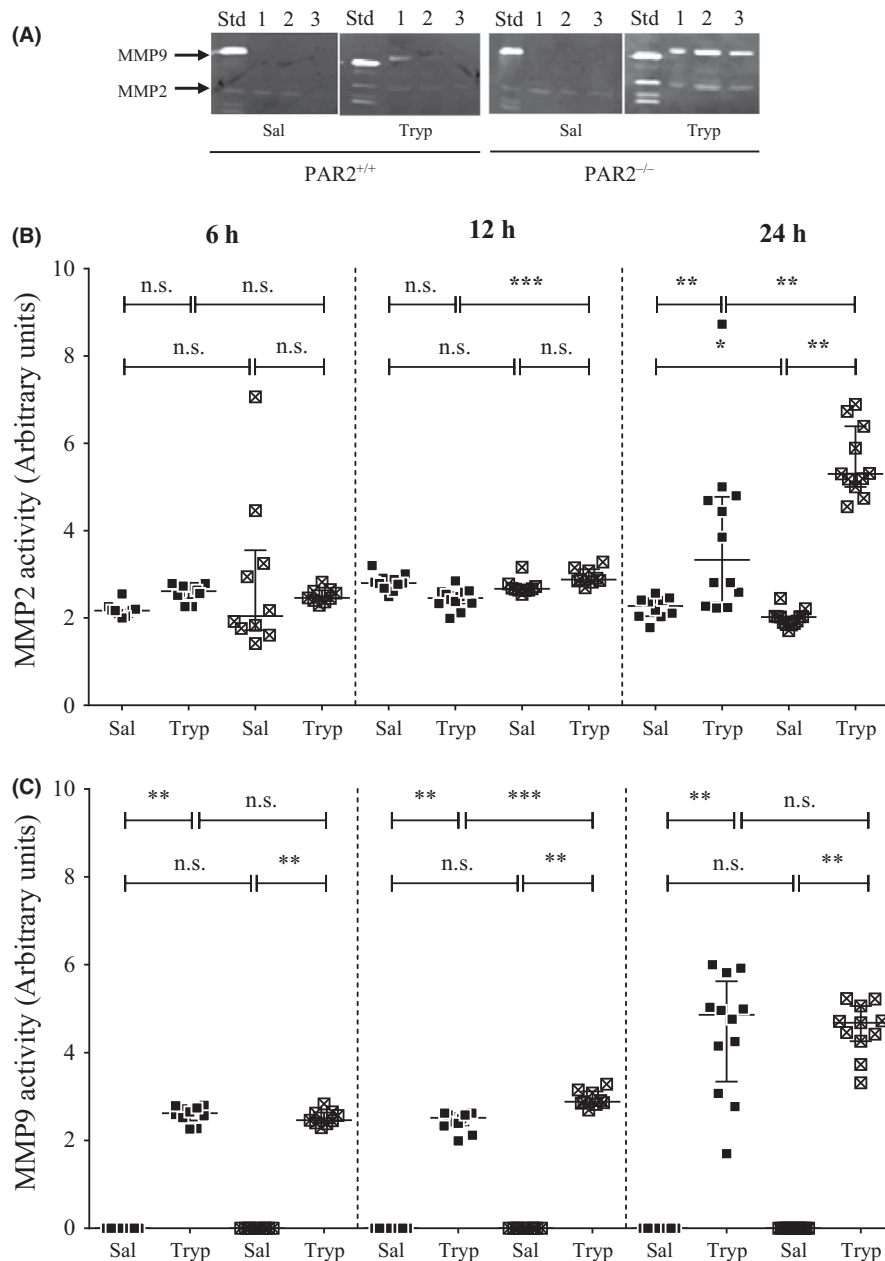 (A)
Std 1 2 3 Std 1 2 3 Std 1 2 3 Std 1 2 3
MMP9
MMP2
Sal Tryp Sal Tryp
PAR2+/+ PAR2–/–
(B)
6 h 12 h 24 h
MMP2 activity (Arbitrary units)
10
8
6
4
2
0
n.s. n.s. n.s. *** ** **
n.s. n.s. n.s. n.s. * **
Sal Tryp Sal Tryp Sal Tryp Sal Tryp Sal Tryp Sal Tryp
(C)
MMP9 activity (Arbitrary units)
10
8
6
4
2
0
** n.s. ** *** ** n.s.
n.s. ** n.s. ** n.s. **
Sal Tryp Sal Tryp Sal Tryp Sal Tryp Sal Tryp Sal Tryp